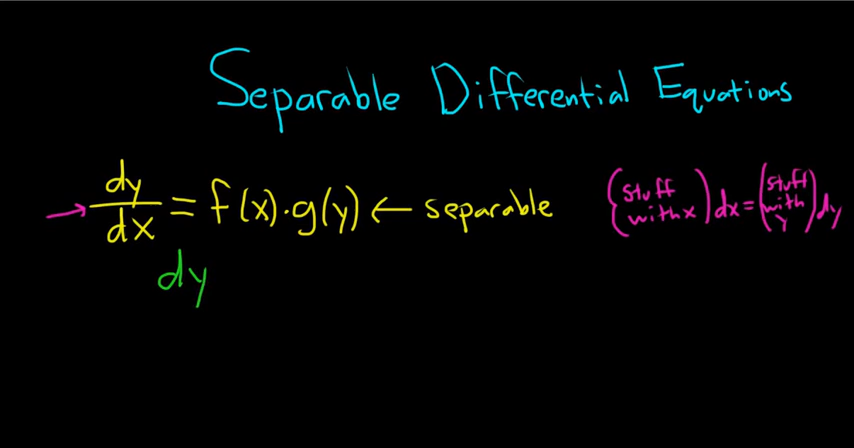 Separable Differential Equations
dy/dx = f(x)·g(y) ← separable
(stuff with x) dx = (stuff with y) dy
dy